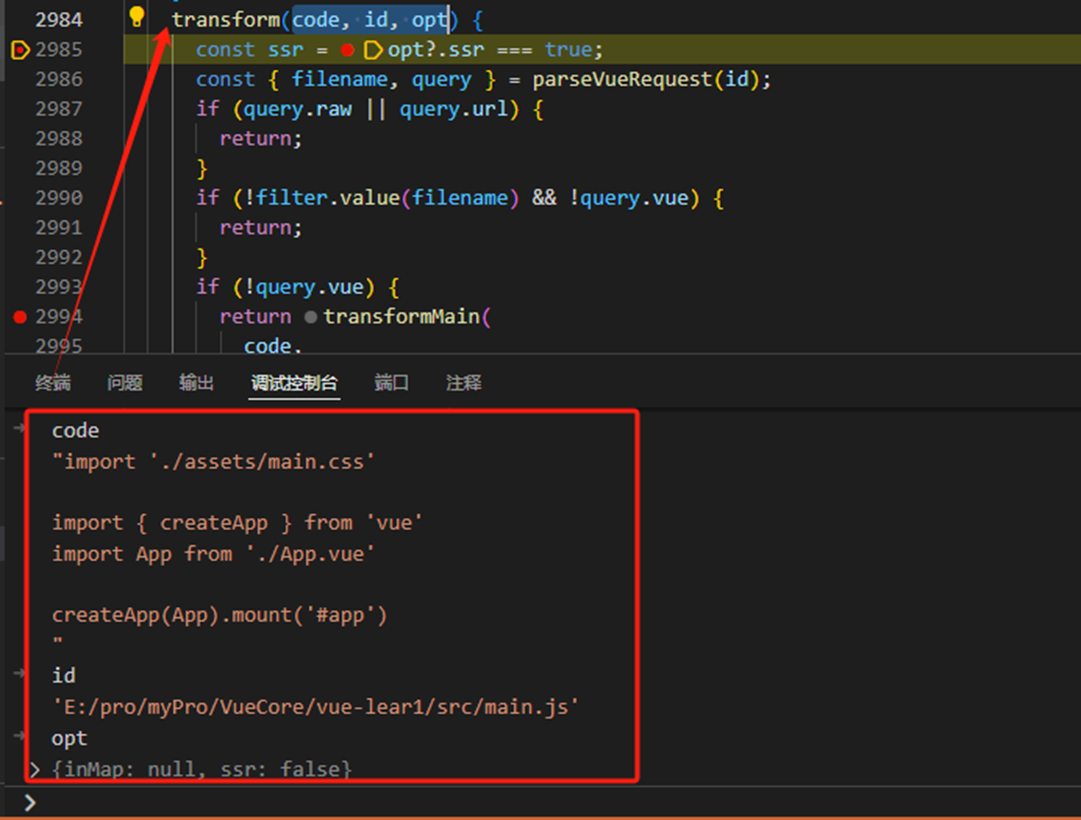 2984 transform(code, id, opt) {
2985 const ssr = opt?.ssr === true;
2986 const { filename, query } = parseVueRequest(id);
2987 if (query.raw || query.url) {
2988 return;
2989 }
2990 if (!filter.value(filename) && !query.vue) {
2991 return;
2992 }
2993 if (!query.vue) {
2994 return transformMain(
2995 code,
终端 问题 输出 调试控制台 端口 注释
code
"import './assets/main.css'
import { createApp } from 'vue'
import App from './App.vue'
createApp(App).mount('#app')
"
id
'E:/pro/myPro/VueCore/vue-lear1/src/main.js'
opt
{inMap: null, ssr: false}